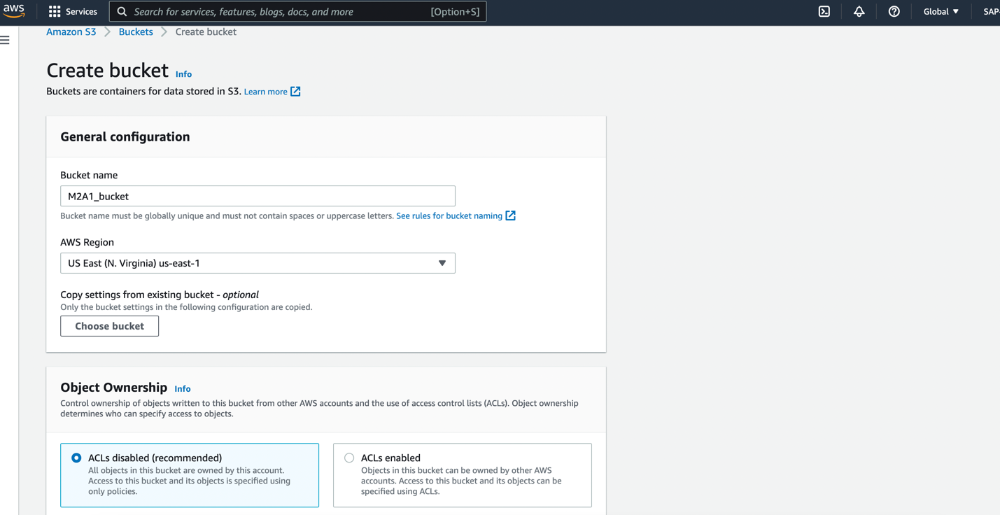 aws Services Search for services, features, blogs, docs, and more [Option+S] Global ▼ SAP-
Amazon S3 > Buckets > Create bucket
Create bucket Info
Buckets are containers for data stored in S3. Learn more
General configuration
Bucket name
M2A1_bucket
Bucket name must be globally unique and must not contain spaces or uppercase letters. See rules for bucket naming
AWS Region
US East (N. Virginia) us-east-1
Copy settings from existing bucket - optional
Only the bucket settings in the following configuration are copied.
Choose bucket
Object Ownership Info
Control ownership of objects written to this bucket from other AWS accounts and the use of access control lists (ACLs). Object ownership
determines who can specify access to objects.
ACLs disabled (recommended)
All objects in this bucket are owned by this account.
Access to this bucket and its objects is specified using
only policies.
ACLs enabled
Objects in this bucket can be owned by other AWS
accounts. Access to this bucket and its objects can be
specified using ACLs.